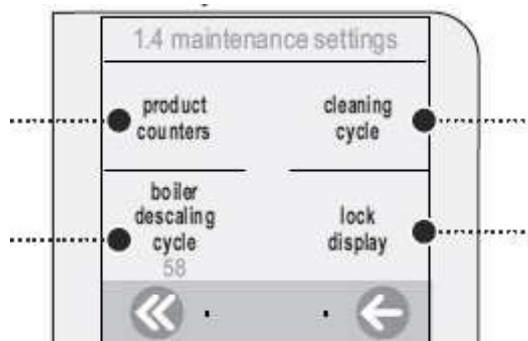 1.4 maintenance settings
product
counters
cleaning
cycle
boiler
descaling
cycle
58
lock
display